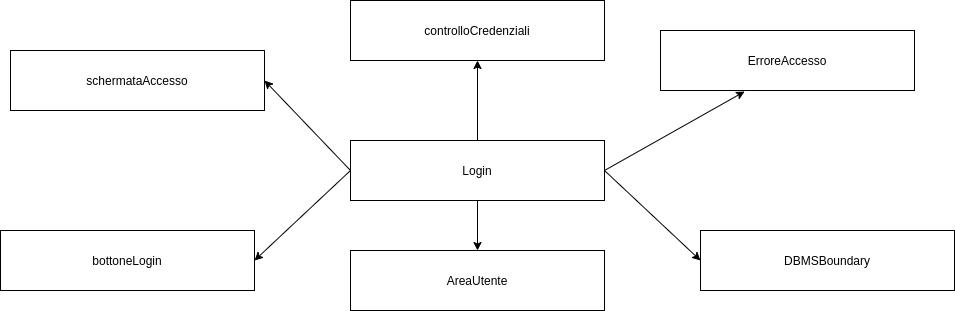 controlloCredenziali
ErroreAccesso
schermataAccesso
Login
bottoneLogin
DBMSBoundary
AreaUtente